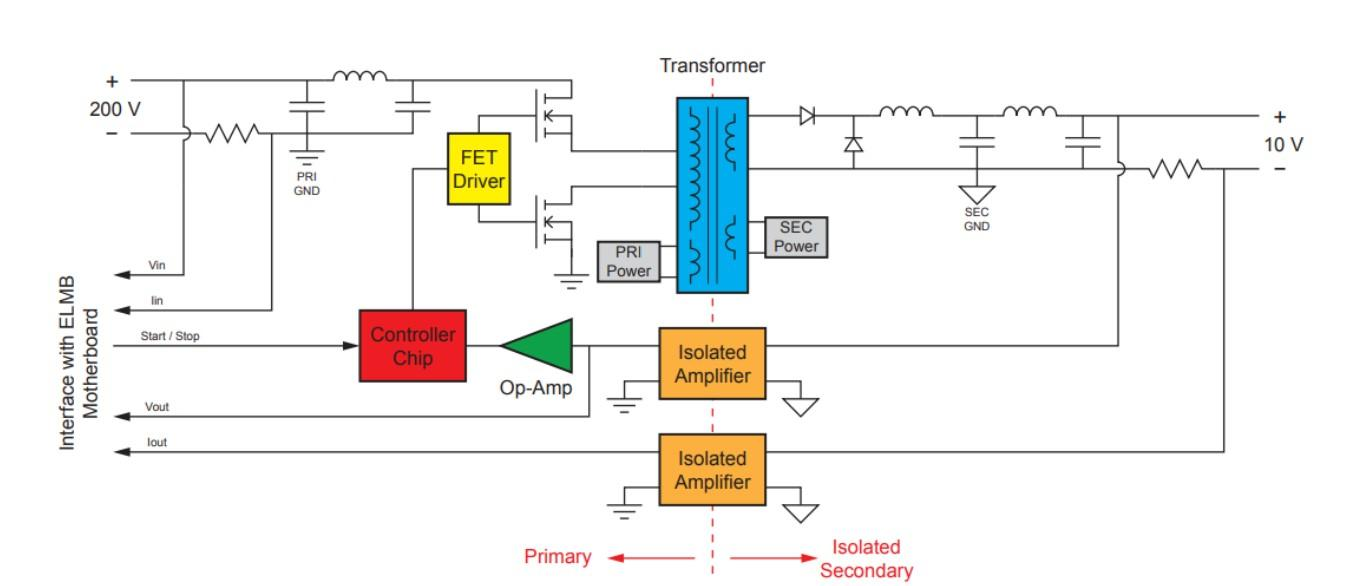 Transformer
+
200 V
−
PRI
GND
FET
Driver
+
10 V
−
SEC
GND
SEC
Power
PRI
Power
Vin
Iin
Start / Stop
Vout
Iout
Interface with ELMB
Motherboard
Controller
Chip
Op-Amp
Isolated
Amplifier
Isolated
Amplifier
Primary
Isolated
Secondary